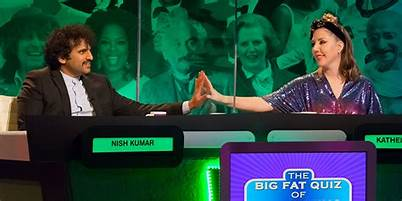 NISH KUMAR
KATHE
THE
BIG FAT QUIZ
OF